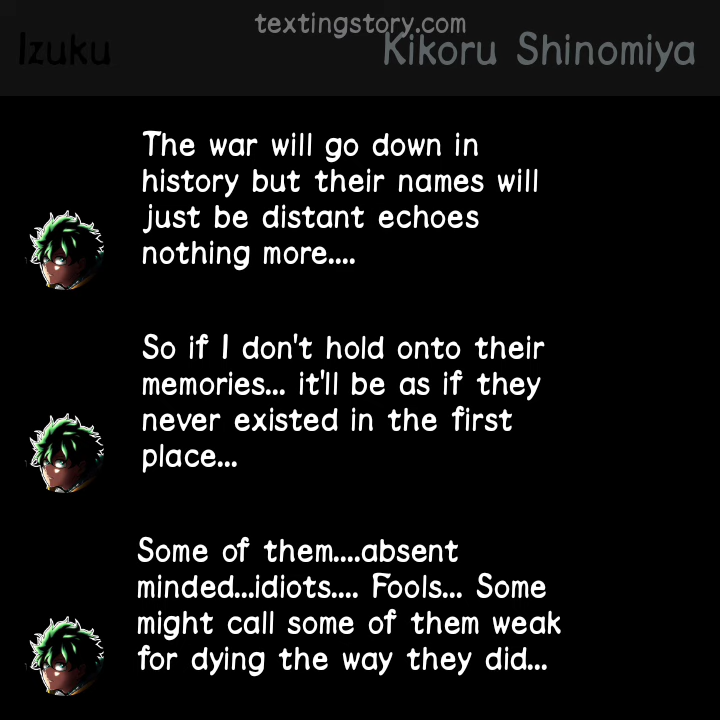 textingstory.com
Izuku
Kikoru Shinomiya
The war will go down in
history but their names will
just be distant echoes
nothing more....
So if I don't hold onto their
memories... it'll be as if they
never existed in the first
place...
Some of them....absent
minded...idiots.... Fools... Some
might call some of them weak
for dying the way they did...